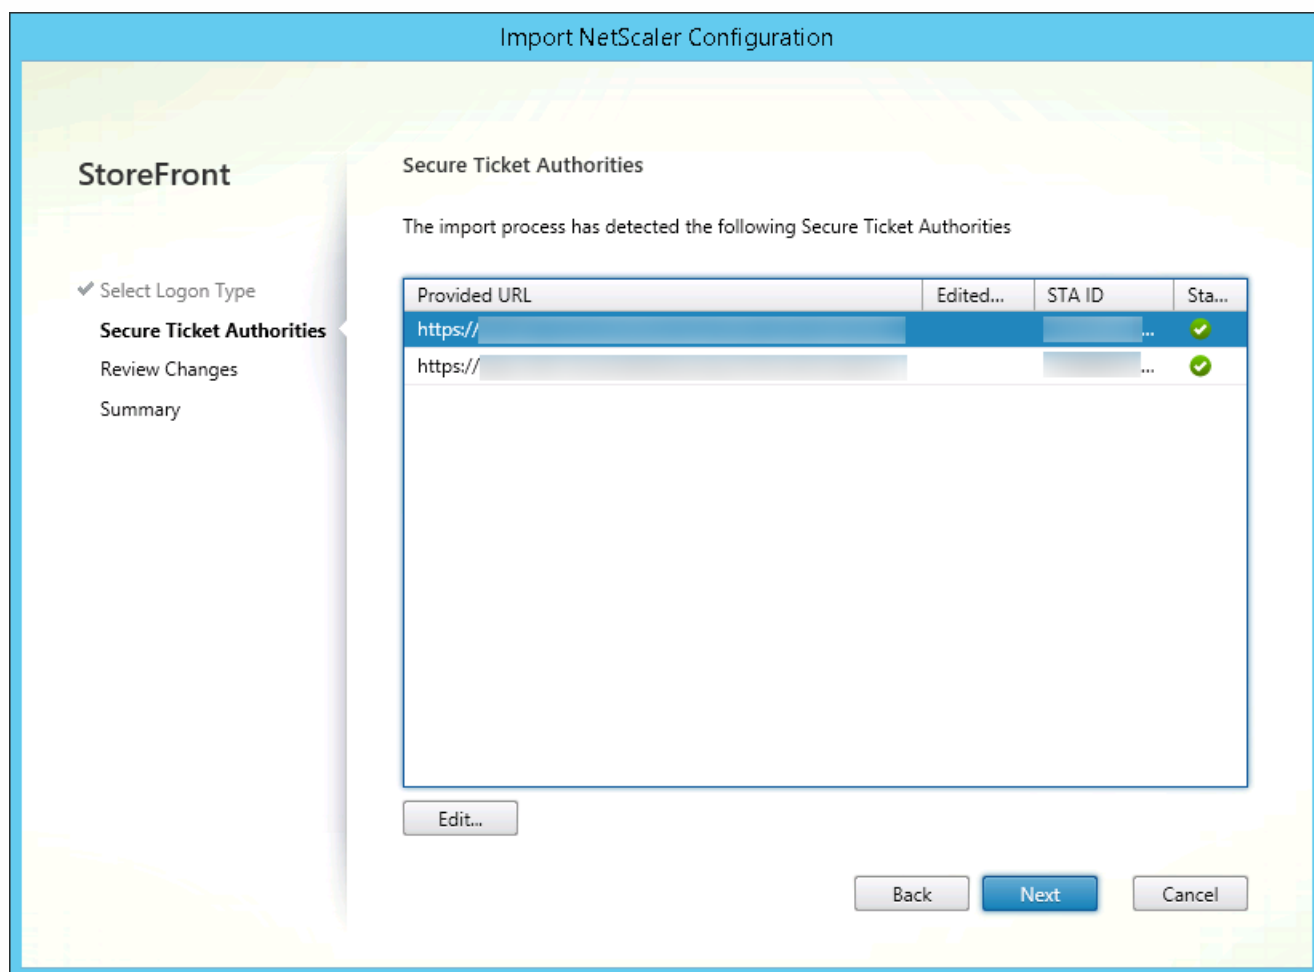 Import NetScaler Configuration
StoreFront
Select Logon Type
Secure Ticket Authorities
Review Changes
Summary
Secure Ticket Authorities
The import process has detected the following Secure Ticket Authorities
Provided URL Edited... STA ID Sta...
https:// ...
https:// ...
Edit...
Back Next Cancel